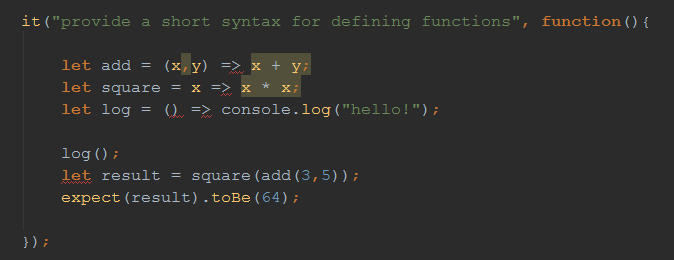 it("provide a short syntax for defining functions", function(){
let add = (x,y) => x + y;
let square = x => x * x;
let log = () => console.log("hello!");
log();
let result = square(add(3,5));
expect(result).toBe(64);
});